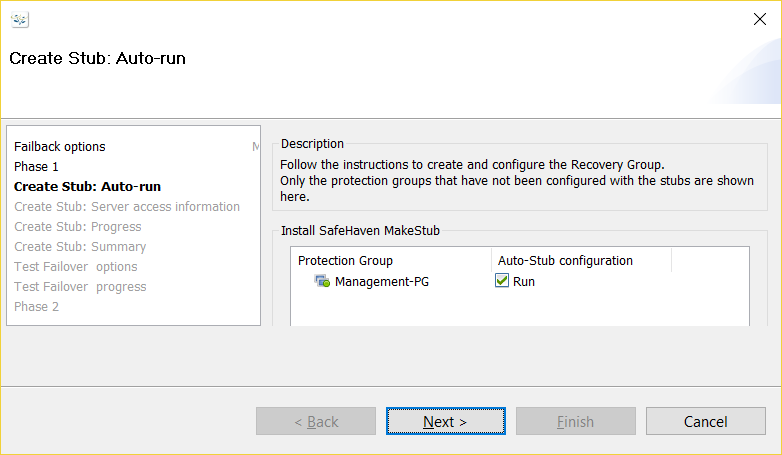 Create Stub: Auto-run
Failback options M
Phase 1
Create Stub: Auto-run
Create Stub: Server access information
Create Stub: Progress
Create Stub: Summary
Test Failover  options
Test Failover  progress
Phase 2
Description
Follow the instructions to create and configure the Recovery Group.
Only the protection groups that have not been configured with the stubs are shown
here.
Install SafeHaven MakeStub
Protection Group Auto-Stub configuration
Management-PG Run
< Back Next > Finish Cancel